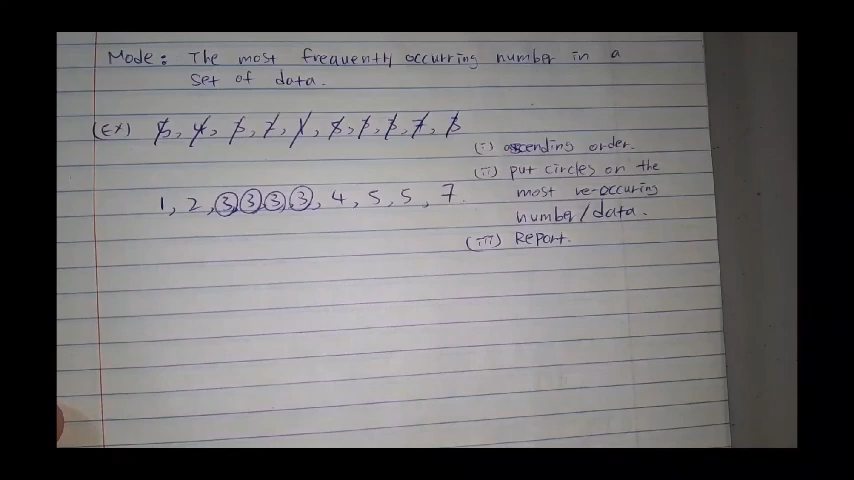 Mode: The most frequently occurring number in a
set of data.
(Ex)
(i) ascending order.
(ii) put circles on the
1, 2, 3, 3, 3, 3, 4, 5, 5, 7.
most re-occuring
number/data.
(iii) Report.